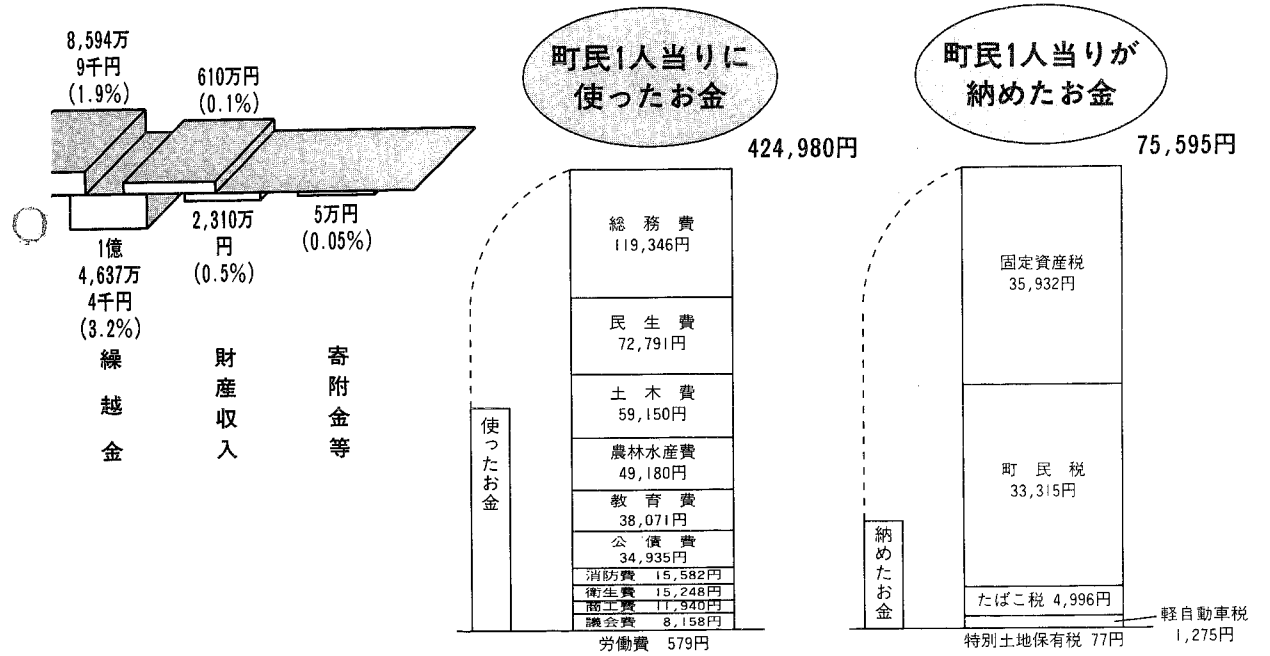 8,594万
9千円
(1.9%)
610万円
(0.1%)
1億
4,637万
4千円
(3.2%)
2,310万
円
(0.5%)
5万円
(0.05%)
繰越金
財産収入
寄附金等
町民1人当りに
使ったお金
424,980円
総務費
119,346円
民生費
72,791円
土木費
59,150円
農林水産費
49,180円
教育費
38,071円
公債費
34,935円
消防費 15,582円
衛生費 15,248円
商工費 11,940円
議会費 8,158円
労働費 579円
使ったお金
町民1人当りが
納めたお金
75,595円
固定資産税
35,932円
町民税
33,315円
たばこ税 4,996円
軽自動車税
1,275円
特別土地保有税 77円
納めたお金